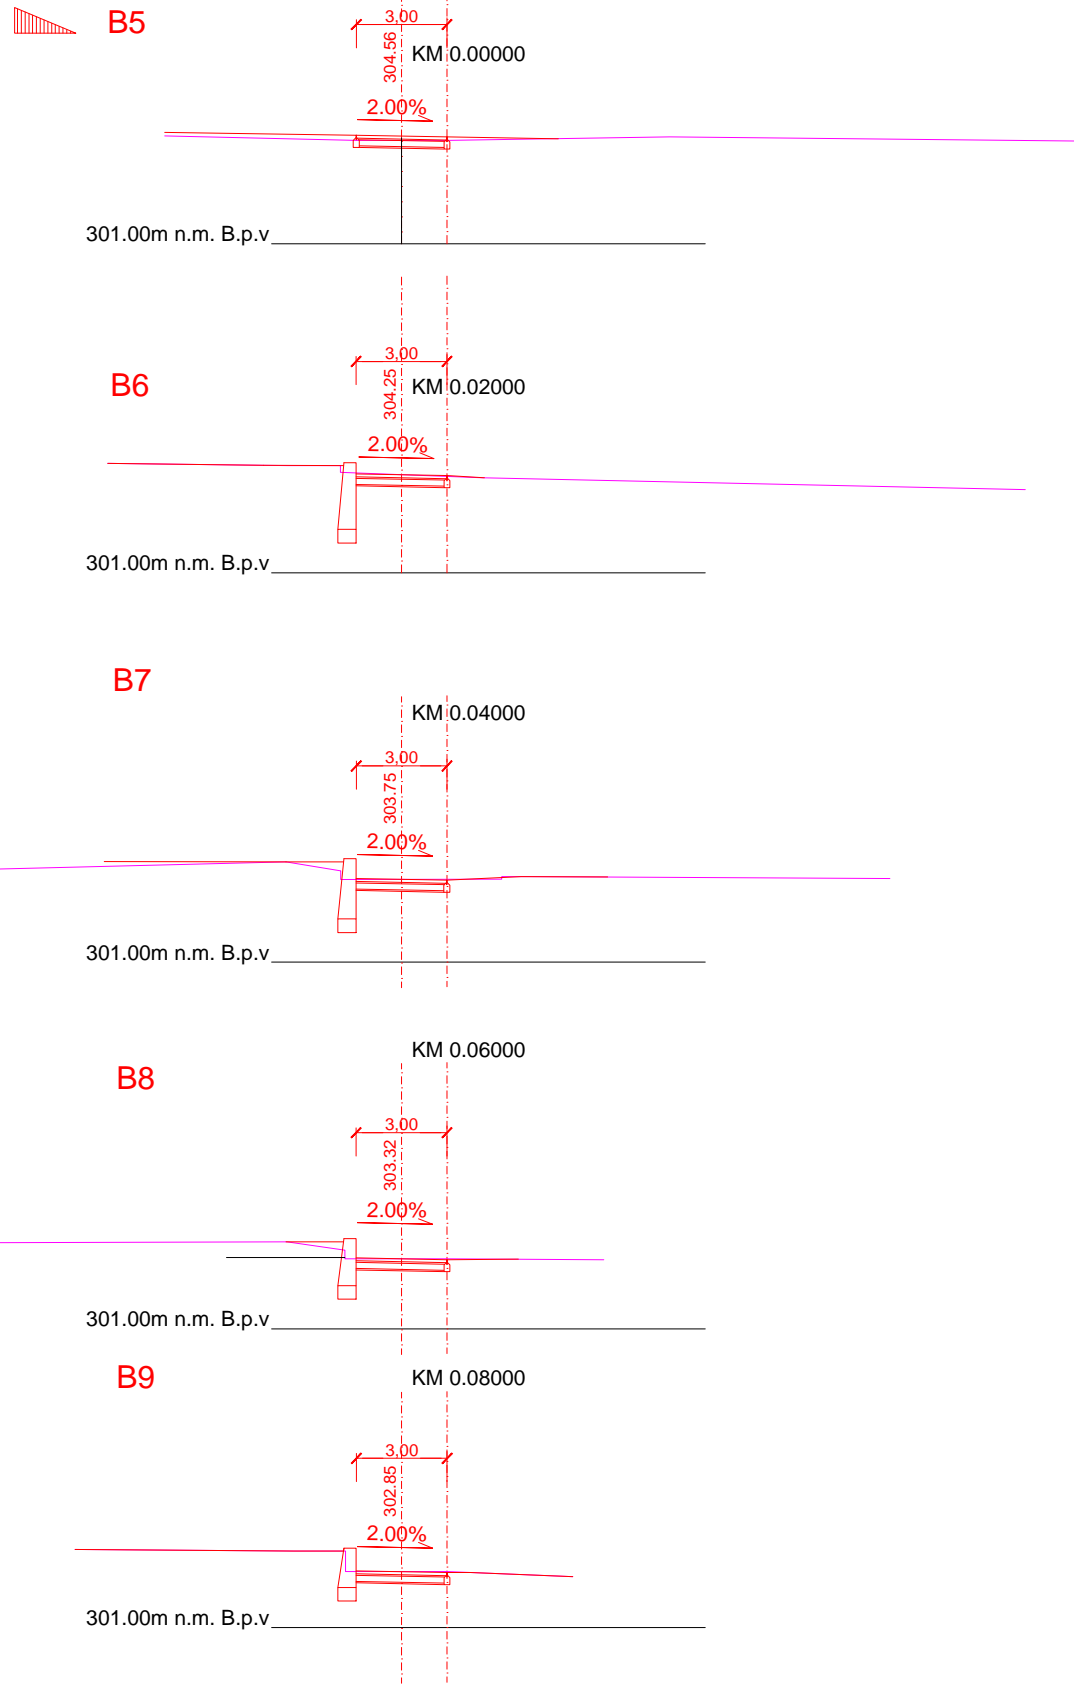 B5
3,00
304.56
KM 0.00000
2.00%
301.00m n.m. B.p.v
3,00
B6
304.25
KM 0.02000
2.00%
301.00m n.m. B.p.v
B7
KM 0.04000
3,00
303.75
2.00%
301.00m n.m. B.p.v
KM 0.06000
B8
3,00
303.32
2.00%
301.00m n.m. B.p.v
B9
KM 0.08000
3,00
302.85
2.00%
301.00m n.m. B.p.v